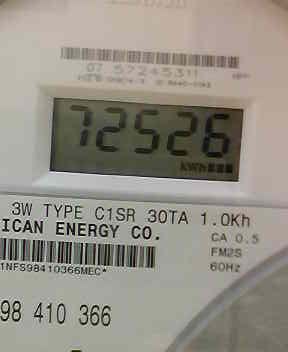 07 57245311
72526
kWh
3W TYPE C1SR 30TA 1.0Kh
ICAN ENERGY CO.
CA 0.5
FM2S
60HZ
1NFS98410366MEC*
98 410 366